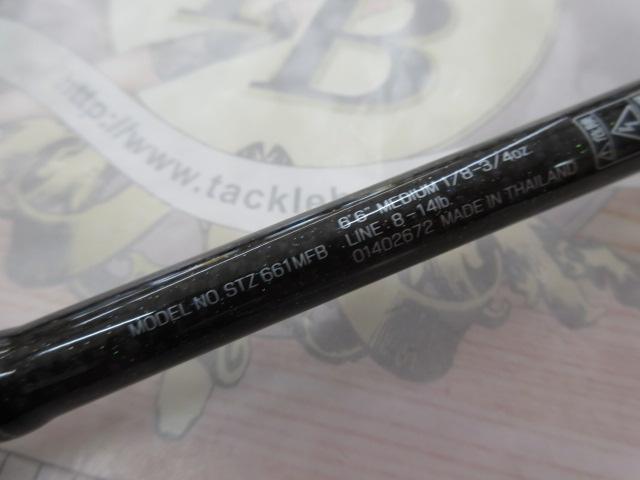 B
http://www.tackleb
MODEL NO. STZ 661MFB
6'6" MEDIUM 1/8-3/4oz.
LINE: 8-14lb.
01402672 MADE IN THAILAND